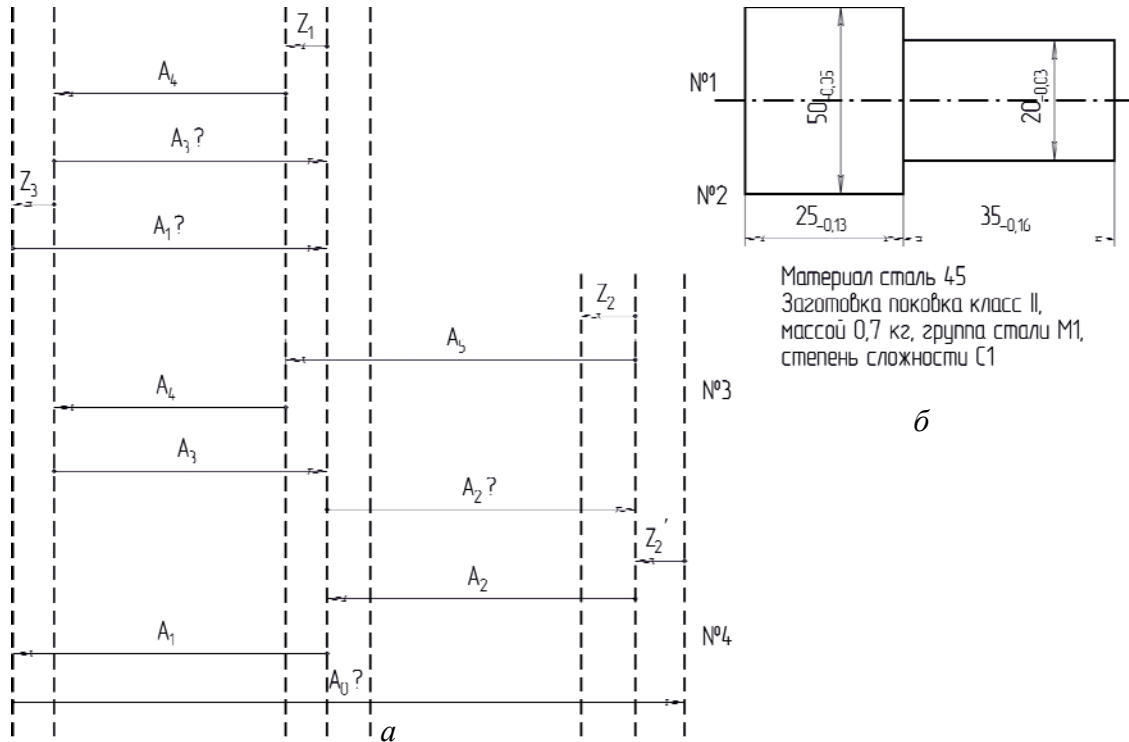 Z₁
A₄
A₃?
Z₃
A₁?
Z₂
A₅
A₄
A₃
A₂?
Z₂'
A₂
A₁
A₀?
№1
№2
№3
№4
а
50₋₀,₀₅
20₋₀,₀₃
25₋₀,₁₃
35₋₀,₁₆
Материал сталь 45
Заготовка поковка класс II,
массой 0,7 кг, группа стали М1,
степень сложности С1
б